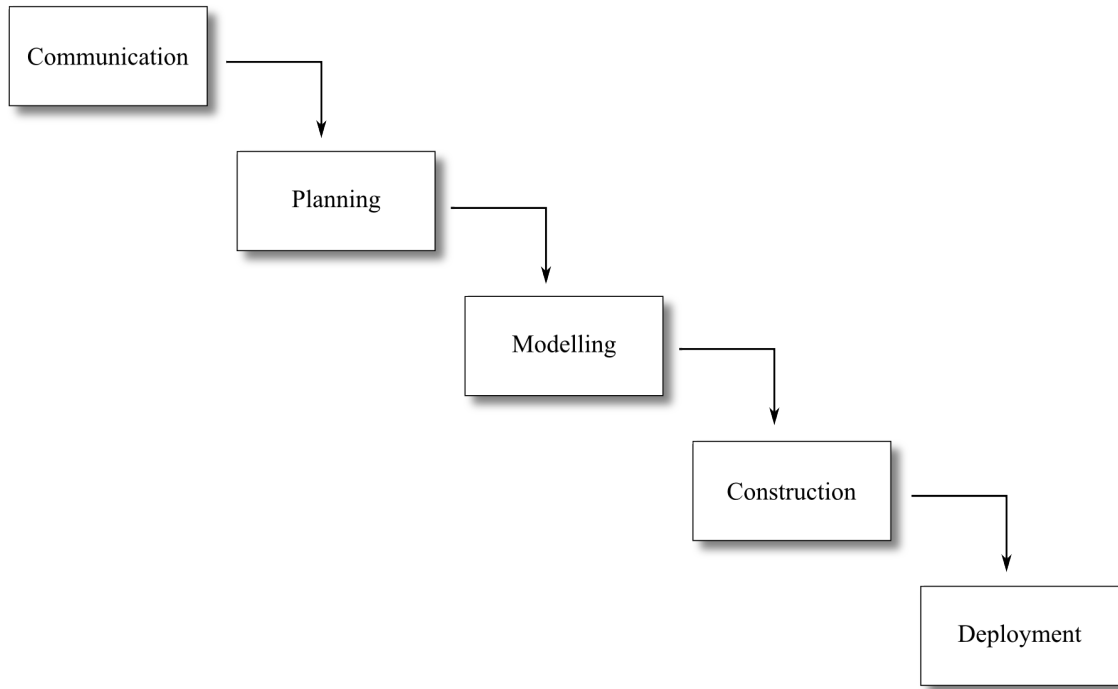 Communication
Planning
Modelling
Construction
Deployment